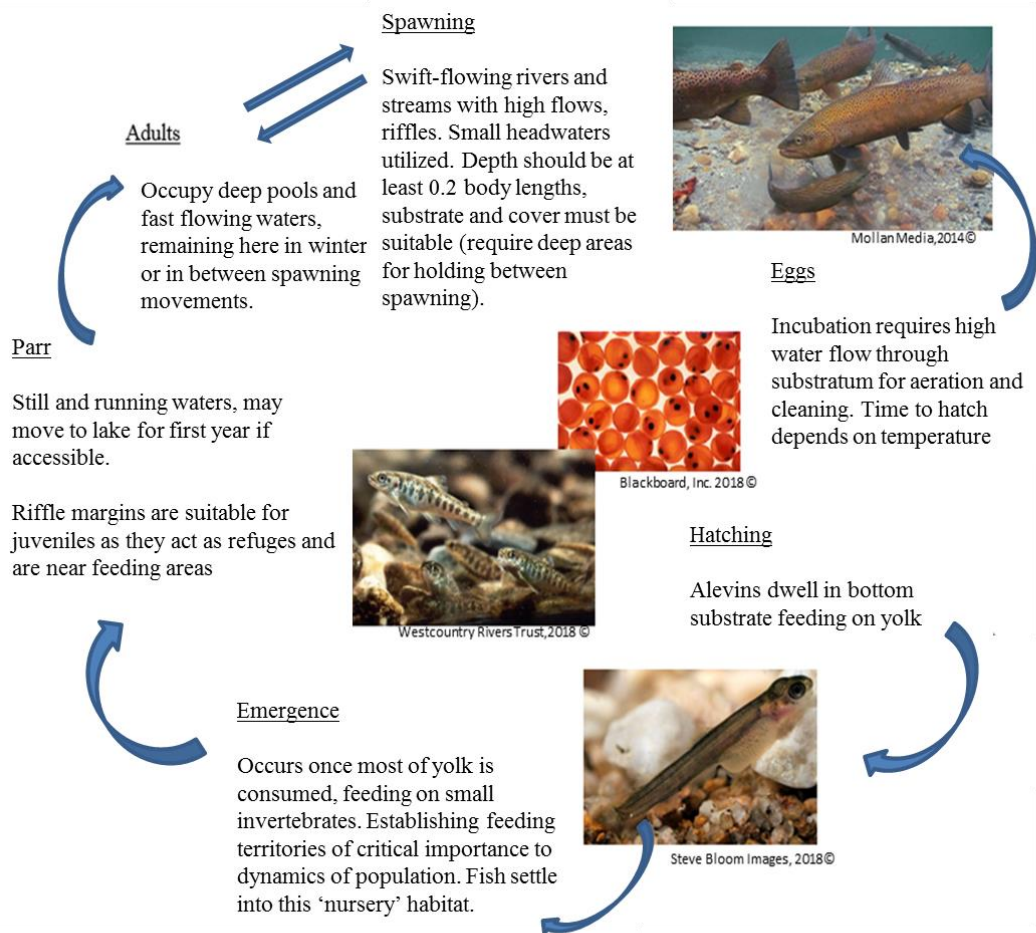 Spawning
Swift-flowing rivers and
streams with high flows,
riffles. Small headwaters
utilized. Depth should be at
least 0.2 body lengths,
substrate and cover must be
suitable (require deep areas
for holding between
spawning).
Mollan Media,2014©
Eggs
Incubation requires high
water flow through
substratum for aeration and
cleaning. Time to hatch
depends on temperature
Blackboard, Inc. 2018©
Hatching
Alevins dwell in bottom
substrate feeding on yolk
Steve Bloom Images, 2018©
Emergence
Occurs once most of yolk is
consumed, feeding on small
invertebrates. Establishing feeding
territories of critical importance to
dynamics of population. Fish settle
into this ‘nursery’ habitat.
Parr
Still and running waters, may
move to lake for first year if
accessible.
Riffle margins are suitable for
juveniles as they act as refuges and
are near feeding areas
Westcountry Rivers Trust,2018 ©
Adults
Occupy deep pools and
fast flowing waters,
remaining here in winter
or in between spawning
movements.